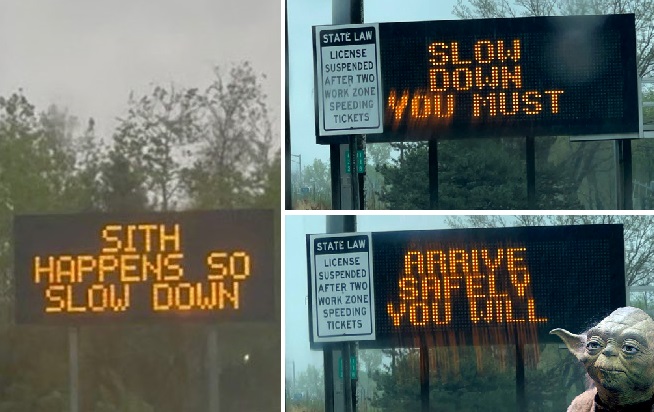 SITH
HAPPENS SO
SLOW DOWN
STATE LAW
LICENSE
SUSPENDED
AFTER TWO
WORK ZONE
SPEEDING
TICKETS
SLOW
DOWN
YOU MUST
STATE LAW
LICENSE
SUSPENDED
AFTER TWO
WORK ZONE
SPEEDING
TICKETS
ARRIVE
SAFELY
YOU WILL